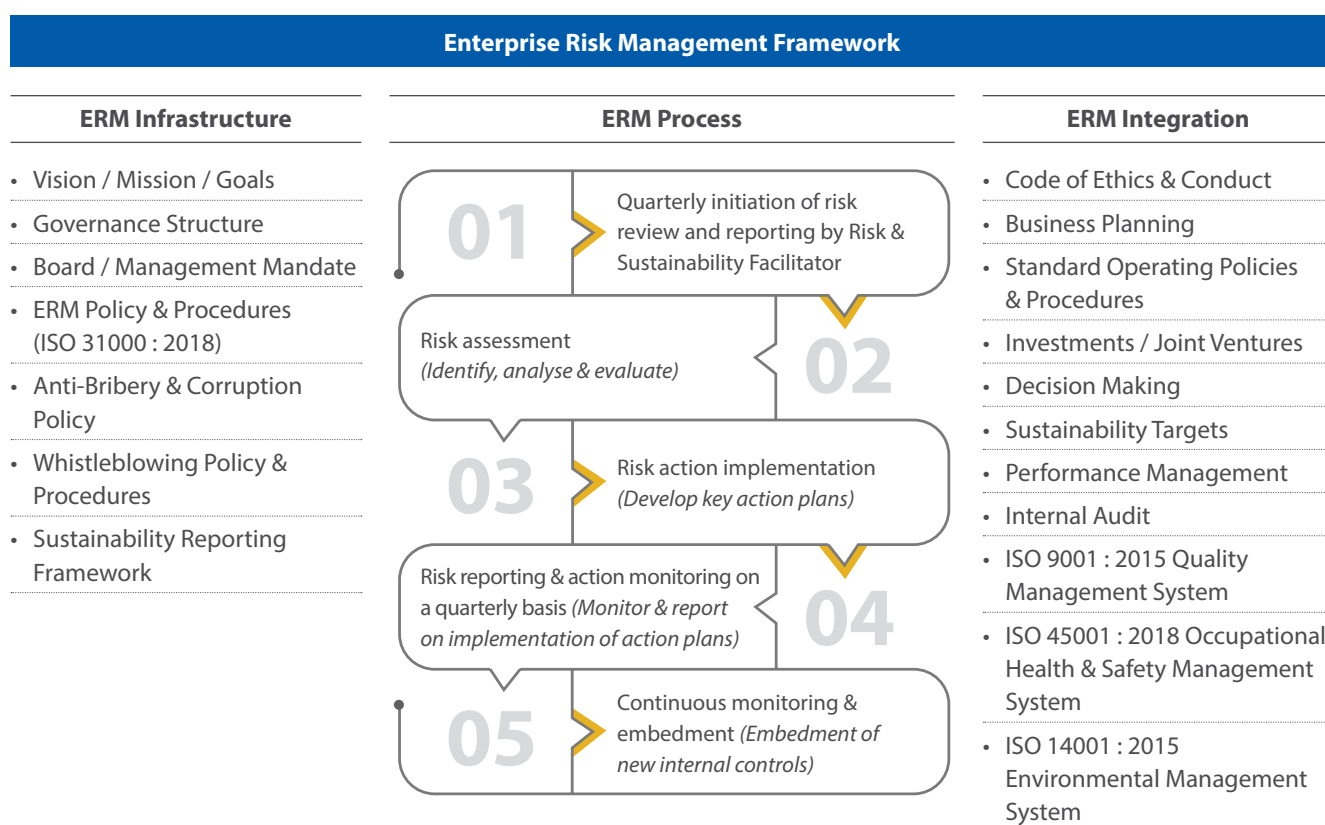 Enterprise Risk Management Framework
ERM Infrastructure
• Vision / Mission / Goals
• Governance Structure
• Board / Management Mandate
• ERM Policy & Procedures
(ISO 31000 : 2018)
• Anti-Bribery & Corruption
Policy
• Whistleblowing Policy &
Procedures
• Sustainability Reporting
Framework
ERM Process
01
Quarterly initiation of risk
review and reporting by Risk &
Sustainability Facilitator
Risk assessment
(Identify, analyse & evaluate)
02
03
Risk action implementation
(Develop key action plans)
Risk reporting & action monitoring on
a quarterly basis (Monitor & report
on implementation of action plans)
04
05
Continuous monitoring &
embedment (Embedment of
new internal controls)
ERM Integration
• Code of Ethics & Conduct
• Business Planning
• Standard Operating Policies
& Procedures
• Investments / Joint Ventures
• Decision Making
• Sustainability Targets
• Performance Management
• Internal Audit
• ISO 9001 : 2015 Quality
Management System
• ISO 45001 : 2018 Occupational
Health & Safety Management
System
• ISO 14001 : 2015
Environmental Management
System